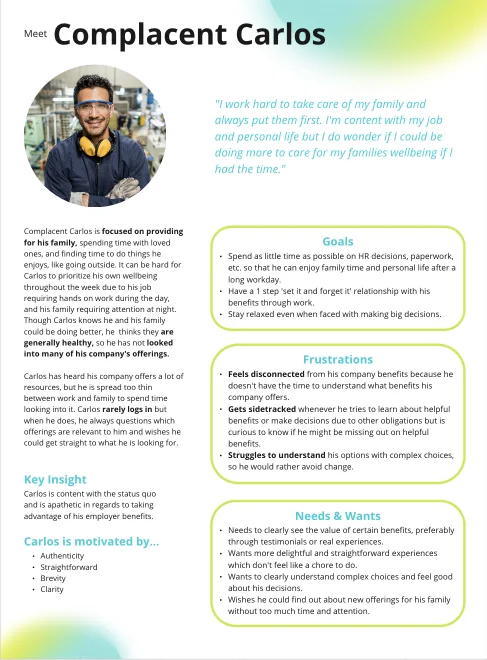 Meet Complacent Carlos
"I work hard to take care of my family and
always put them first. I'm content with my job
and personal life but I do wonder if I could be
doing more to care for my families wellbeing if I
had the time."
Complacent Carlos is focused on providing
for his family, spending time with loved
ones, and finding time to do things he
enjoys, like going outside. It can be hard for
Carlos to prioritize his own wellbeing
throughout the week due to his job
requiring hands on work during the day,
and his family requiring attention at night.
Though Carlos knows he and his family
could be doing better, he thinks they are
generally healthy, so he has not looked
into many of his company's offerings.
Carlos has heard his company offers a lot of
resources, but he is spread too thin
between work and family to spend time
looking into it. Carlos rarely logs in but
when he does, he always questions which
offerings are relevant to him and wishes he
could get straight to what he is looking for.
Key Insight
Carlos is content with the status quo
and is apathetic in regards to taking
advantage of his employer benefits.
Carlos is motivated by...
• Authenticity
• Straightforward
• Brevity
• Clarity
Goals
• Spend as little time as possible on HR decisions, paperwork,
etc. so that he can enjoy family time and personal life after a
long workday.
• Have a 1 step 'set it and forget it' relationship with his
benefits through work.
• Stay relaxed even when faced with making big decisions.
Frustrations
• Feels disconnected from his company benefits because he
doesn't have the time to understand what benefits his
company offers.
• Gets sidetracked whenever he tries to learn about helpful
benefits or make decisions due to other obligations but is
curious to know if he might be missing out on helpful
benefits.
• Struggles to understand his options with complex choices,
so he would rather avoid change.
Needs & Wants
• Needs to clearly see the value of certain benefits, preferably
through testimonials or real experiences.
• Wants more delightful and straightforward experiences
which don't feel like a chore to do.
• Wants to clearly understand complex choices and feel good
about his decisions.
• Wishes he could find out about new offerings for his family
without too much time and attention.